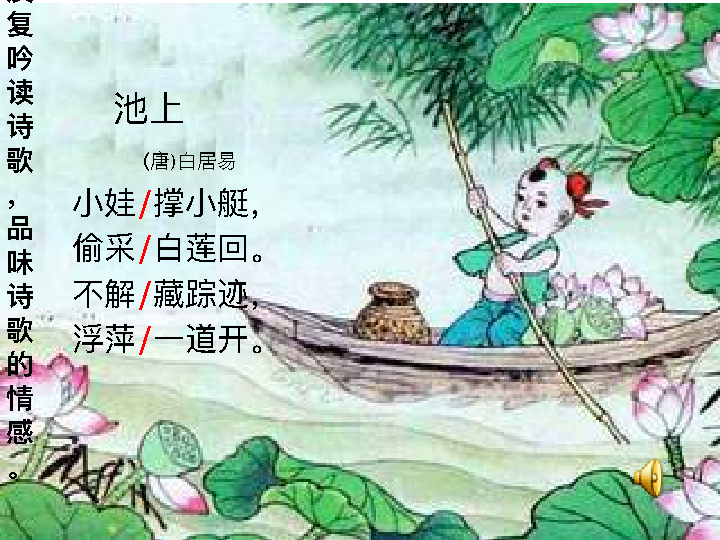 复吟读诗歌，品味诗歌的情感。
池上
(唐)白居易
小娃/撑小艇，
偷采/白莲回。
不解/藏踪迹，
浮萍/一道开。